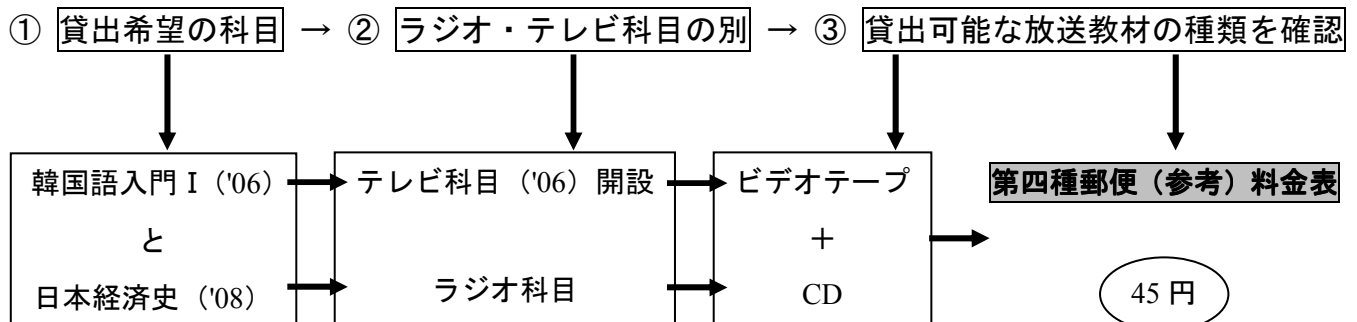 ① 貸出希望の科目 → ② ラジオ・テレビ科目の別 → ③ 貸出可能な放送教材の種類を確認
韓国語入門Ⅰ('06) テレビ科目('06)開設 ビデオテープ 第四種郵便(参考)料金表
と ＋
日本経済史('08) ラジオ科目 CD 45 円